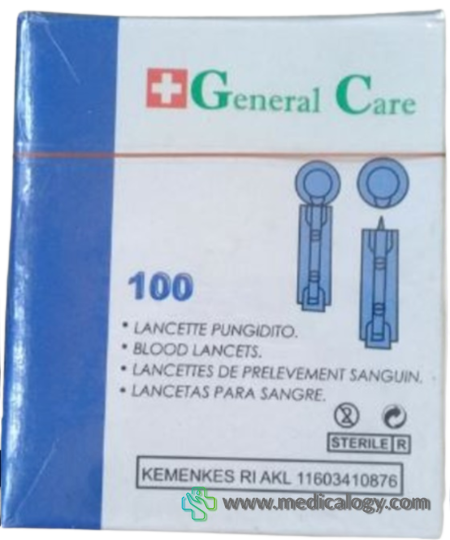 General Care
100
• LANCETTE PUNGIDITO.
• BLOOD LANCETS.
• LANCETTES DE PRELEVEMENT SANGUIN.
• LANCETAS PARA SANGRE.
2
STERILE R
KEMENKES RI AKL 11603410876
www.medicalogy.com